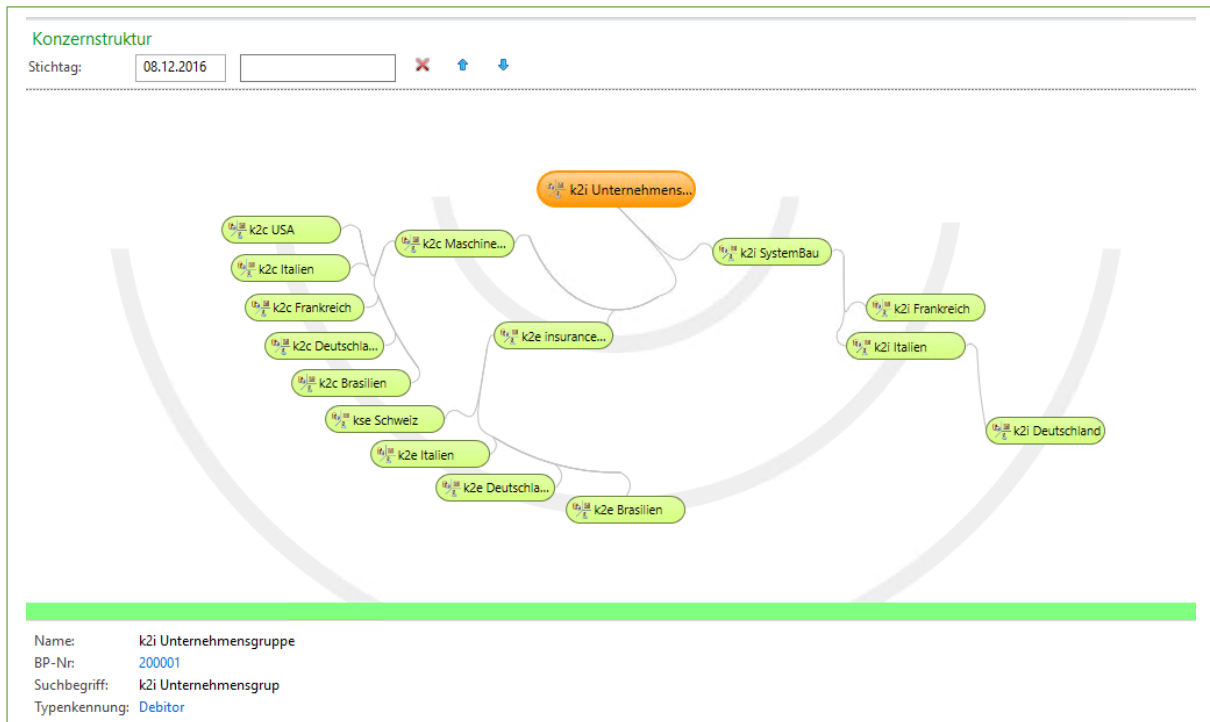 Konzernstruktur
Stichtag: 08.12.2016
k2i Unternehmens...
k2c USA
k2c Maschine...
k2i SystemBau
k2c Italien
k2c Frankreich
k2i Frankreich
k2e insurance...
k2c Deutschla...
k2i Italien
k2c Brasilien
kse Schweiz
k2i Deutschland
k2e Italien
k2e Deutschla...
k2e Brasilien
Name: k2i Unternehmensgruppe
BP-Nr: 200001
Suchbegriff: k2i Unternehmensgrup
Typenkennung: Debitor